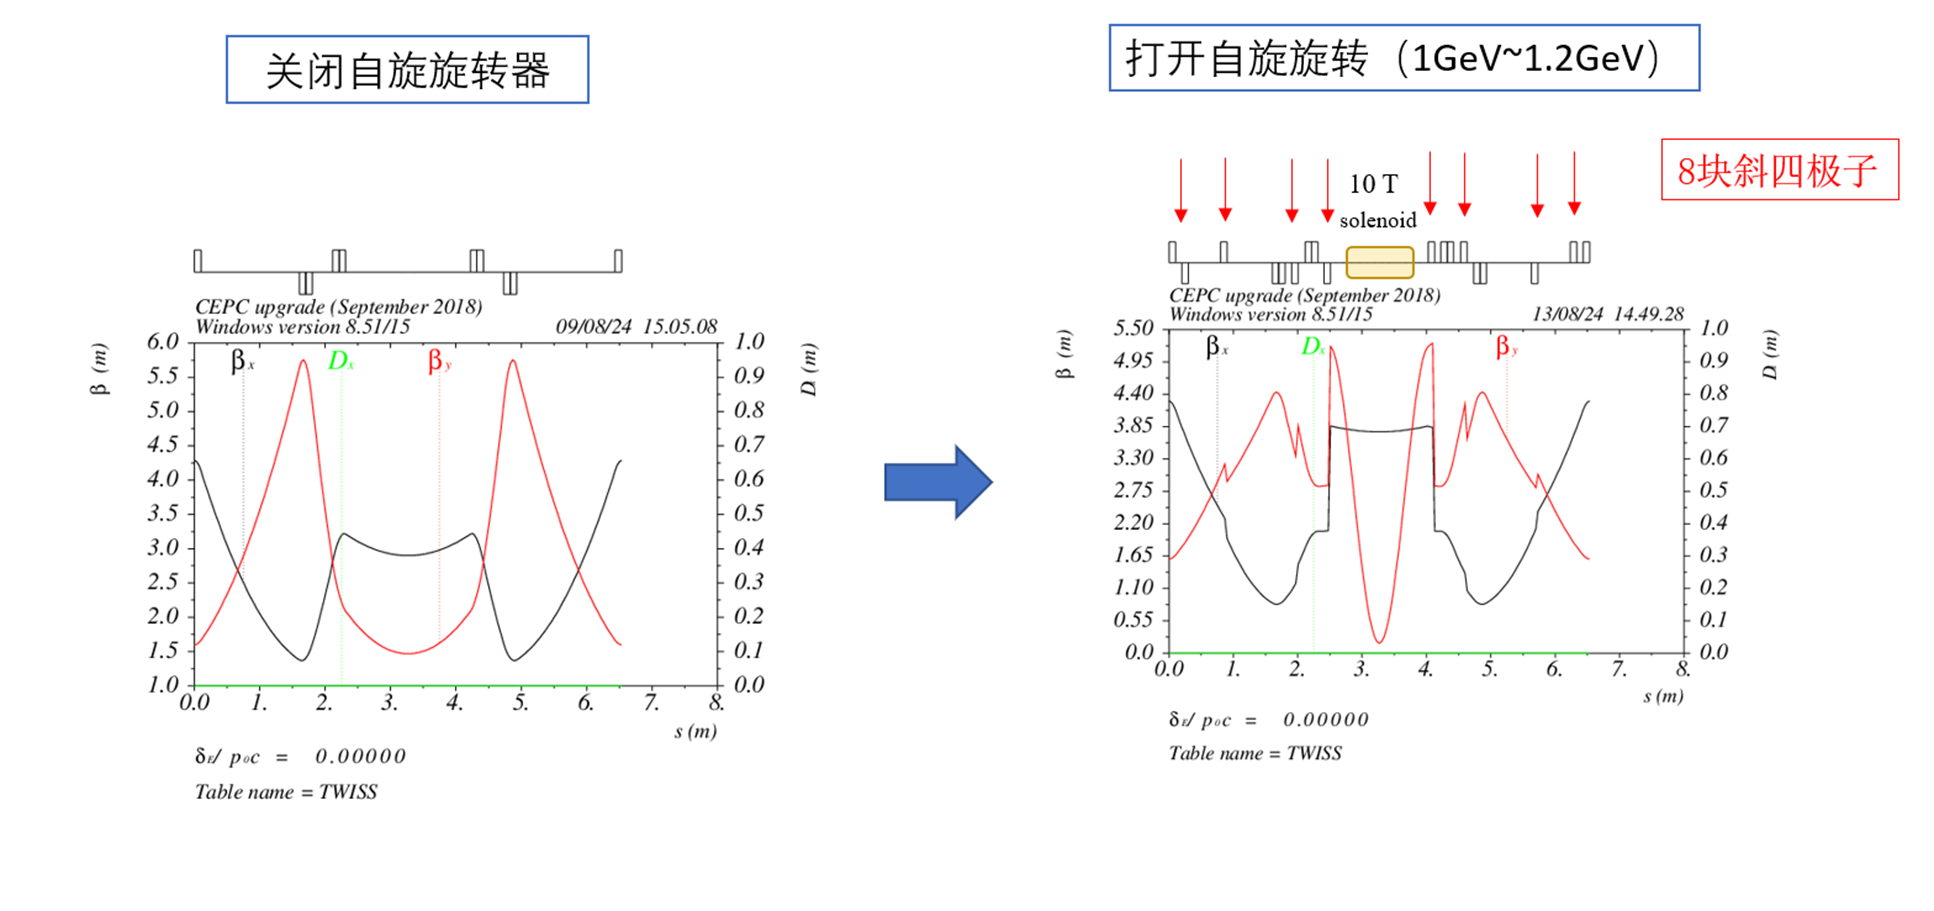 关闭自旋旋转器
CEPC upgrade (September 2018)
Windows version 8.51/15 09/08/24 15.05.08
β (m)
D (m)
βx Dx βy
6.0
5.5
5.0
4.5
4.0
3.5
3.0
2.5
2.0
1.5
1.0
1.0
0.9
0.8
0.7
0.6
0.5
0.4
0.3
0.2
0.1
0.0
0.0 1. 2. 3. 4. 5. 6. 7. 8.
s (m)
δE/ p0c = 0.00000
Table name = TWISS
打开自旋旋转（1GeV~1.2GeV）
8块斜四极子
10 T
solenoid
CEPC upgrade (September 2018)
Windows version 8.51/15 13/08/24 14.49.28
β (m)
D (m)
βx Dx βy
5.50
4.95
4.40
3.85
3.30
2.75
2.20
1.65
1.10
0.55
0.0
1.0
0.9
0.8
0.7
0.6
0.5
0.4
0.3
0.2
0.1
0.0
0.0 1. 2. 3. 4. 5. 6. 7. 8.
s (m)
δE/ p0c = 0.00000
Table name = TWISS